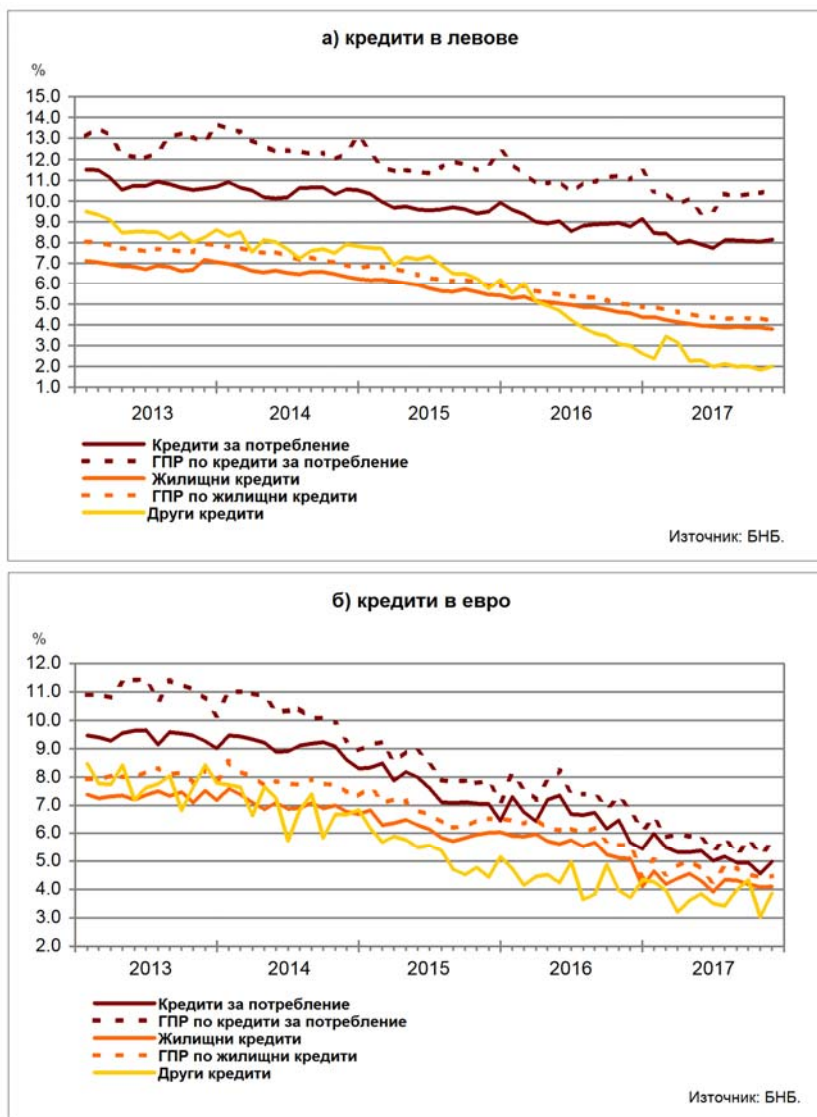 а) кредити в левове
%
15.0
14.0
13.0
12.0
11.0
10.0
9.0
8.0
7.0
6.0
5.0
4.0
3.0
2.0
1.0
2013 2014 2015 2016 2017
Кредити за потребление
ГПР по кредити за потребление
Жилищни кредити
ГПР по жилищни кредити
Други кредити
Източник: БНБ.
б) кредити в евро
%
12.0
11.0
10.0
9.0
8.0
7.0
6.0
5.0
4.0
3.0
2.0
2013 2014 2015 2016 2017
Кредити за потребление
ГПР по кредити за потребление
Жилищни кредити
ГПР по жилищни кредити
Други кредити
Източник: БНБ.